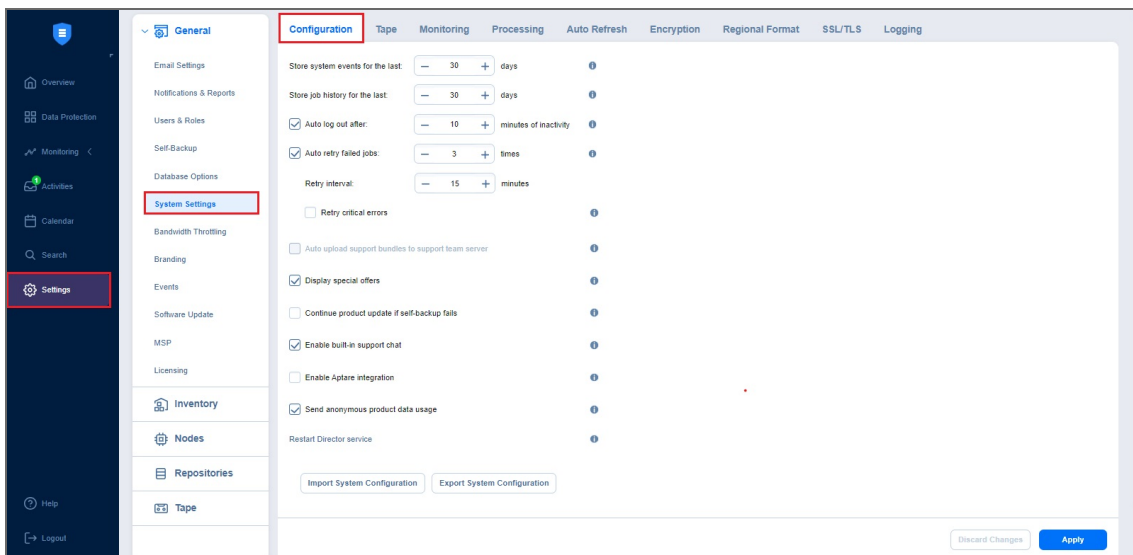 Overview
Data Protection
Monitoring
1
Activities
Calendar
Search
Settings
Help
Logout
General
Email Settings
Notifications & Reports
Users & Roles
Self-Backup
Database Options
System Settings
Bandwidth Throttling
Branding
Events
Software Update
MSP
Licensing
Inventory
Nodes
Repositories
Tape
Configuration Tape Monitoring Processing Auto Refresh Encryption Regional Format SSL/TLS Logging
Store system events for the last: − 30 + days
Store job history for the last: − 30 + days
Auto log out after: − 10 + minutes of inactivity
Auto retry failed jobs: − 3 + times
Retry interval: − 15 + minutes
Retry critical errors
Auto upload support bundles to support team server
Display special offers
Continue product update if self-backup fails
Enable built-in support chat
Enable Aptare integration
Send anonymous product data usage
Restart Director service
Import System Configuration Export System Configuration
Discard Changes Apply